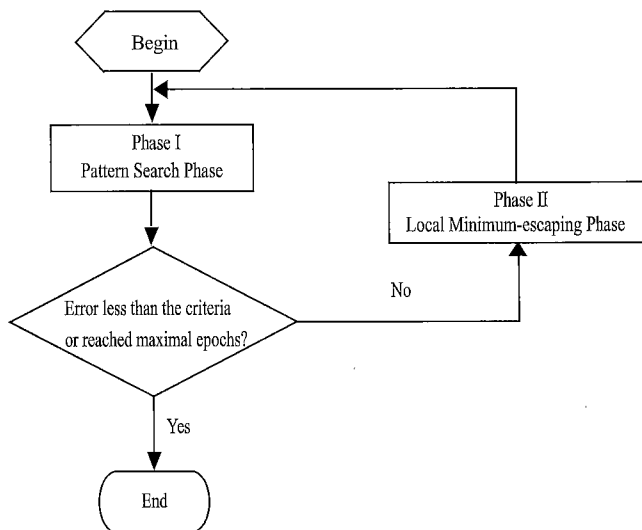 Begin
Phase I
Pattern Search Phase
Phase II
Local Minimum-escaping Phase
Error less than the criteria
or reached maximal epochs?
No
Yes
End